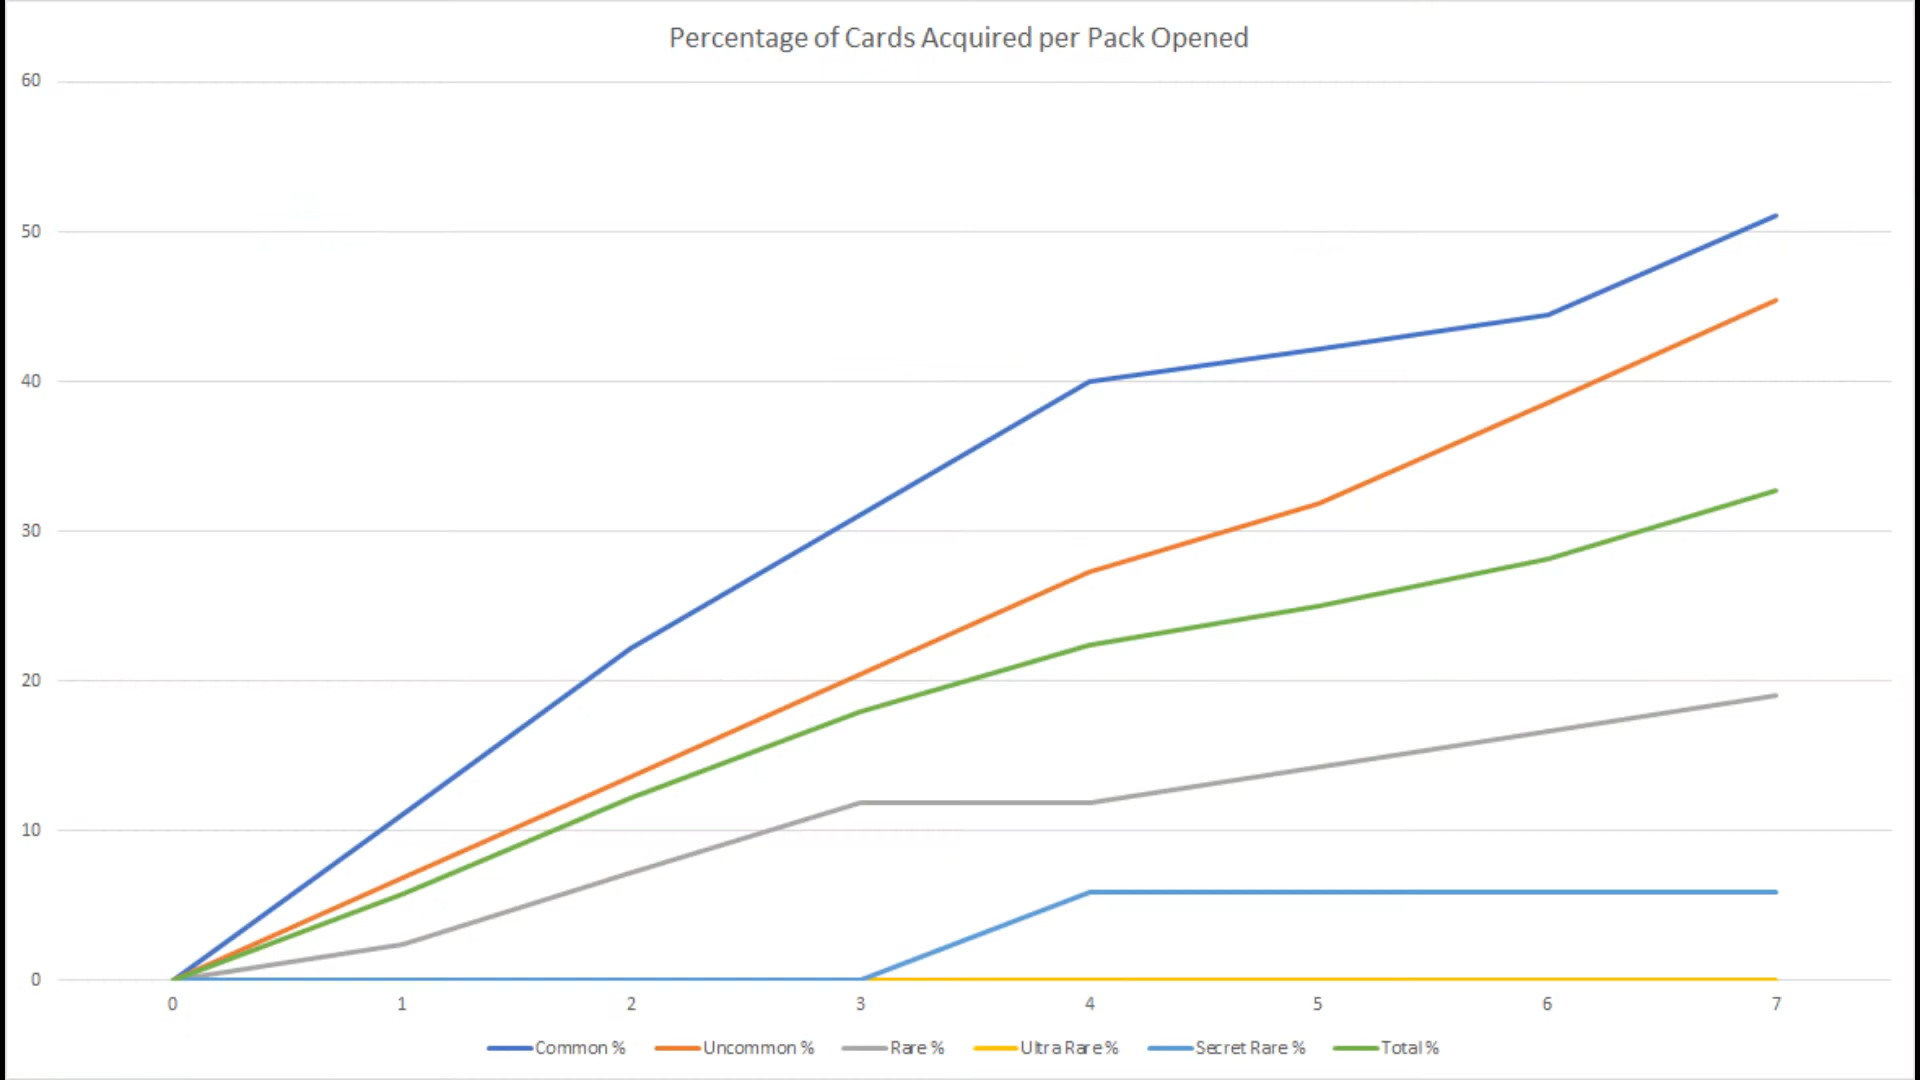 Percentage of Cards Acquired per Pack Opened
60
50
40
30
20
10
0
0 1 2 3 4 5 6 7
Common % Uncommon % Rare % Ultra Rare % Secret Rare % Total %